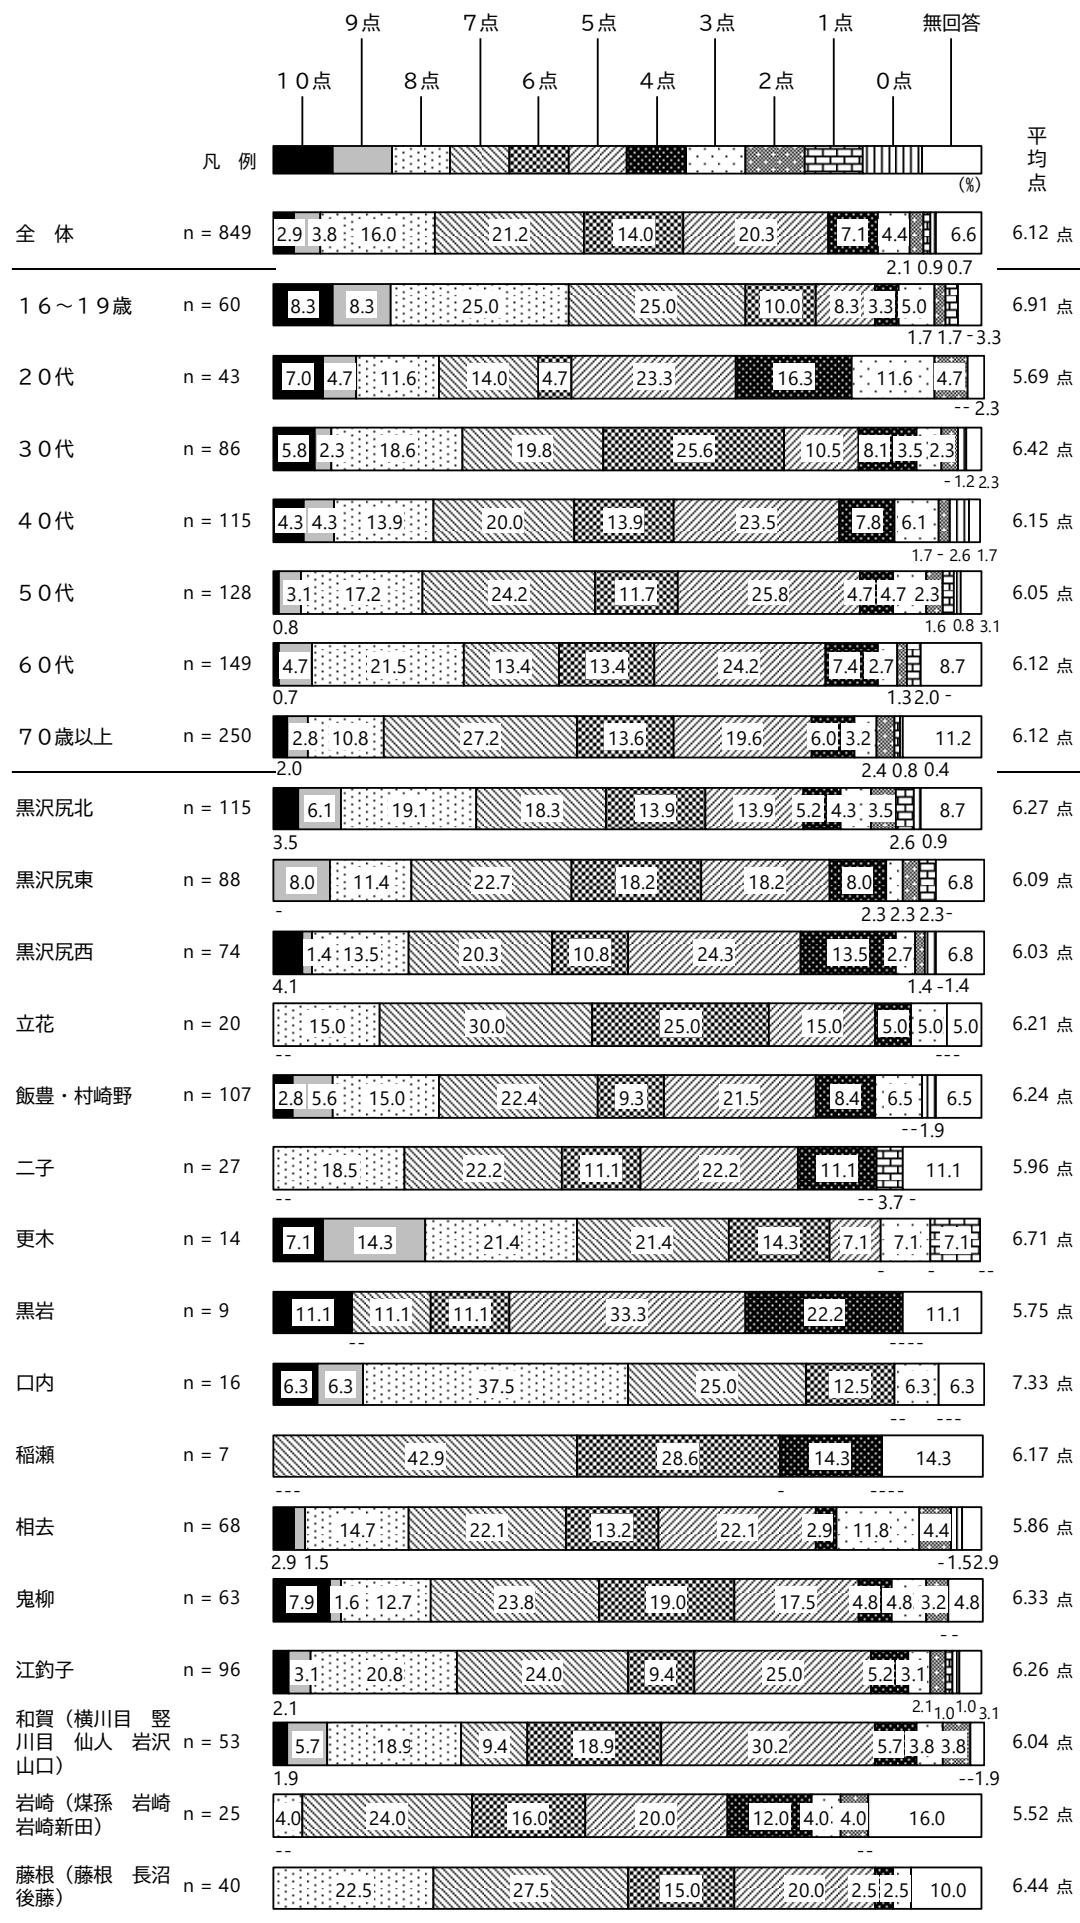 ９点 ７点 ５点 ３点 １点 無回答
１０点 ８点 ６点 ４点 ２点 ０点
平均点
凡　例
(%)
全　体 n = 849 2.9 3.8 16.0 21.2 14.0 20.3 7.1 4.4 6.6 6.12 点
2.1 0.9 0.7
１６～１９歳 n = 60 8.3 8.3 25.0 25.0 10.0 8.3 3.3 5.0 6.91 点
1.7 1.7 - 3.3
２０代 n = 43 7.0 4.7 11.6 14.0 4.7 23.3 16.3 11.6 4.7 5.69 点
- - 2.3
３０代 n = 86 5.8 2.3 18.6 19.8 25.6 10.5 8.1 3.5 2.3 6.42 点
- 1.2 2.3
４０代 n = 115 4.3 4.3 13.9 20.0 13.9 23.5 7.8 6.1 6.15 点
1.7 - 2.6 1.7
５０代 n = 128 3.1 17.2 24.2 11.7 25.8 4.7 4.7 2.3 6.05 点
0.8 1.6 0.8 3.1
６０代 n = 149 4.7 21.5 13.4 13.4 24.2 7.4 2.7 8.7 6.12 点
0.7 1.3 2.0 -
７０歳以上 n = 250 2.8 10.8 27.2 13.6 19.6 6.0 3.2 11.2 6.12 点
2.0 2.4 0.8 0.4
黒沢尻北 n = 115 6.1 19.1 18.3 13.9 13.9 5.2 4.3 3.5 8.7 6.27 点
3.5 2.6 0.9
黒沢尻東 n = 88 8.0 11.4 22.7 18.2 18.2 8.0 6.8 6.09 点
- 2.3 2.3 2.3 -
黒沢尻西 n = 74 1.4 13.5 20.3 10.8 24.3 13.5 2.7 6.8 6.03 点
4.1 1.4 - 1.4
立花 n = 20 15.0 30.0 25.0 15.0 5.0 5.0 5.0 6.21 点
- - - - -
飯豊・村崎野 n = 107 2.8 5.6 15.0 22.4 9.3 21.5 8.4 6.5 6.5 6.24 点
- - 1.9
二子 n = 27 18.5 22.2 11.1 22.2 11.1 11.1 5.96 点
- - - - 3.7 -
更木 n = 14 7.1 14.3 21.4 21.4 14.3 7.1 7.1 7.1 6.71 点
- - - -
黒岩 n = 9 11.1 11.1 11.1 33.3 22.2 11.1 5.75 点
- - - - - -
口内 n = 16 6.3 6.3 37.5 25.0 12.5 6.3 6.3 7.33 点
- - - - -
稲瀬 n = 7 42.9 28.6 14.3 14.3 6.17 点
- - - - - - - -
相去 n = 68 14.7 22.1 13.2 22.1 2.9 11.8 4.4 5.86 点
2.9 1.5 - 1.5 2.9
鬼柳 n = 63 7.9 1.6 12.7 23.8 19.0 17.5 4.8 4.8 3.2 4.8 6.33 点
- -
江釣子 n = 96 3.1 20.8 24.0 9.4 25.0 5.2 3.1 6.26 点
2.1 2.1 1.0 1.0 3.1
和賀（横川目　竪
川目　仙人　岩沢 n = 53 5.7 18.9 9.4 18.9 30.2 5.7 3.8 3.8 6.04 点
山口）
1.9 - - 1.9
岩崎（煤孫　岩崎
岩崎新田） n = 25 4.0 24.0 16.0 20.0 12.0 4.0 4.0 16.0 5.52 点
- - - -
藤根（藤根　長沼
後藤） n = 40 22.5 27.5 15.0 20.0 2.5 2.5 10.0 6.44 点